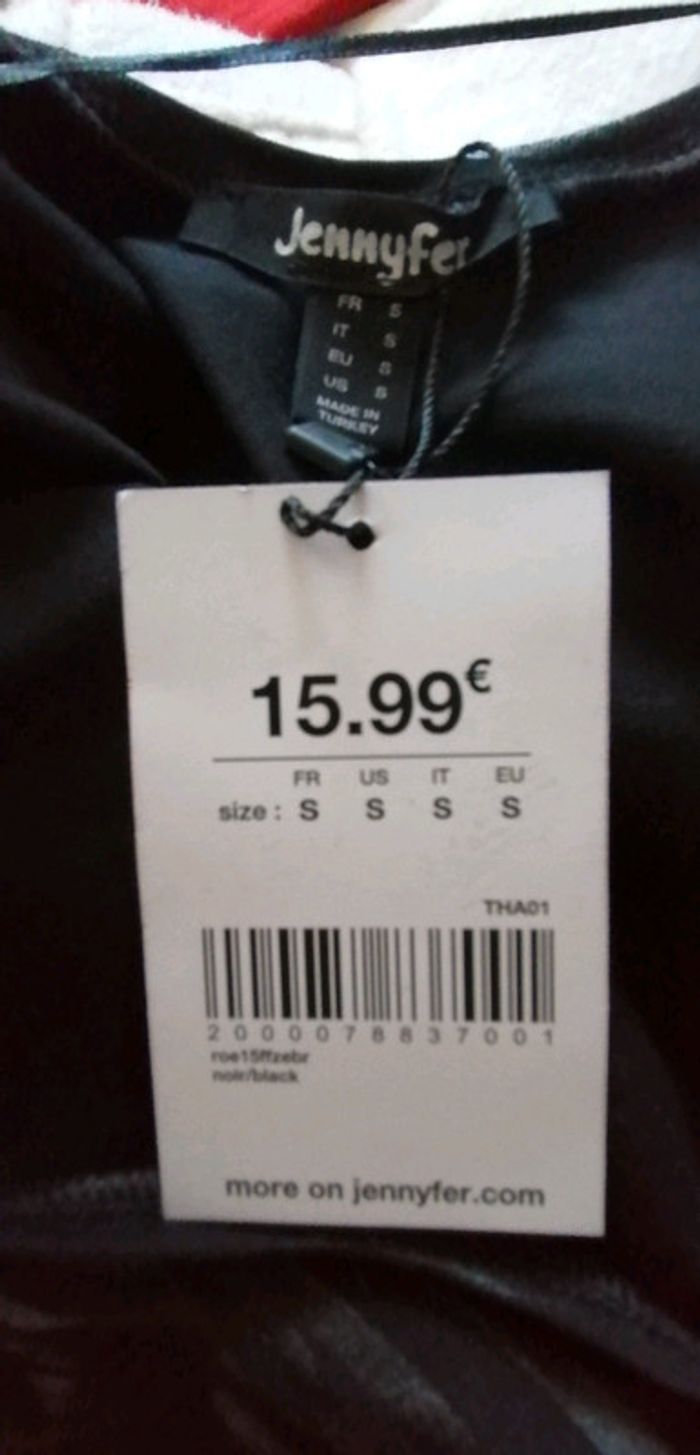 Jennyfer
FR S
IT S
EU S
US S
MADE IN
TURKEY
15.99€
FR US IT EU
size : S S S S
THA01
2000078837001
roe15ffzebr
noir/black
more on jennyfer.com